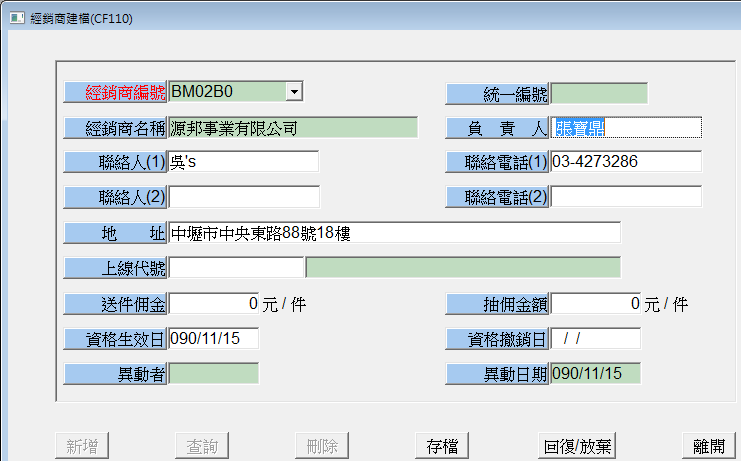 經銷商建檔(CF110)
經銷商編號 BM02B0 統一編號
經銷商名稱 源邦事業有限公司 負責人 張寶鼎
聯絡人(1) 吳's 聯絡電話(1) 03-4273286
聯絡人(2) 聯絡電話(2)
地址 中壢市中央東路88號18樓
上線代號
送件佣金 0 元 / 件 抽佣金額 0 元 / 件
資格生效日 090/11/15 資格撤銷日 / /
異動者 異動日期 090/11/15
新增 查詢 刪除 存檔 回復/放棄 離開